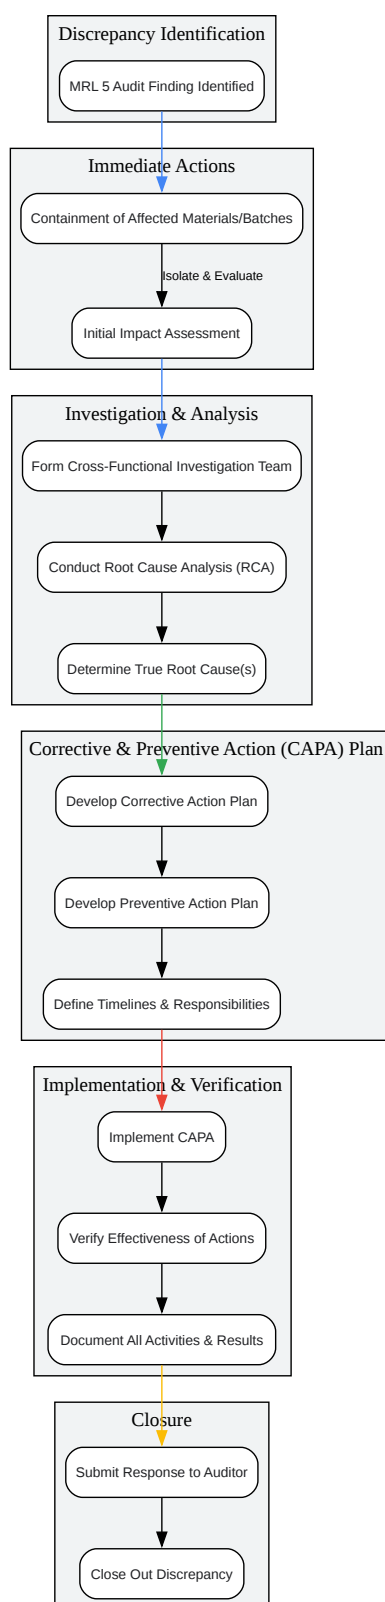 Discrepancy Identification
MRL 5 Audit Finding Identified
Immediate Actions
Containment of Affected Materials/Batches
Isolate & Evaluate
Initial Impact Assessment
Investigation & Analysis
Form Cross-Functional Investigation Team
Conduct Root Cause Analysis (RCA)
Determine True Root Cause(s)
Corrective & Preventive Action (CAPA) Plan
Develop Corrective Action Plan
Develop Preventive Action Plan
Define Timelines & Responsibilities
Implementation & Verification
Implement CAPA
Verify Effectiveness of Actions
Document All Activities & Results
Closure
Submit Response to Auditor
Close Out Discrepancy